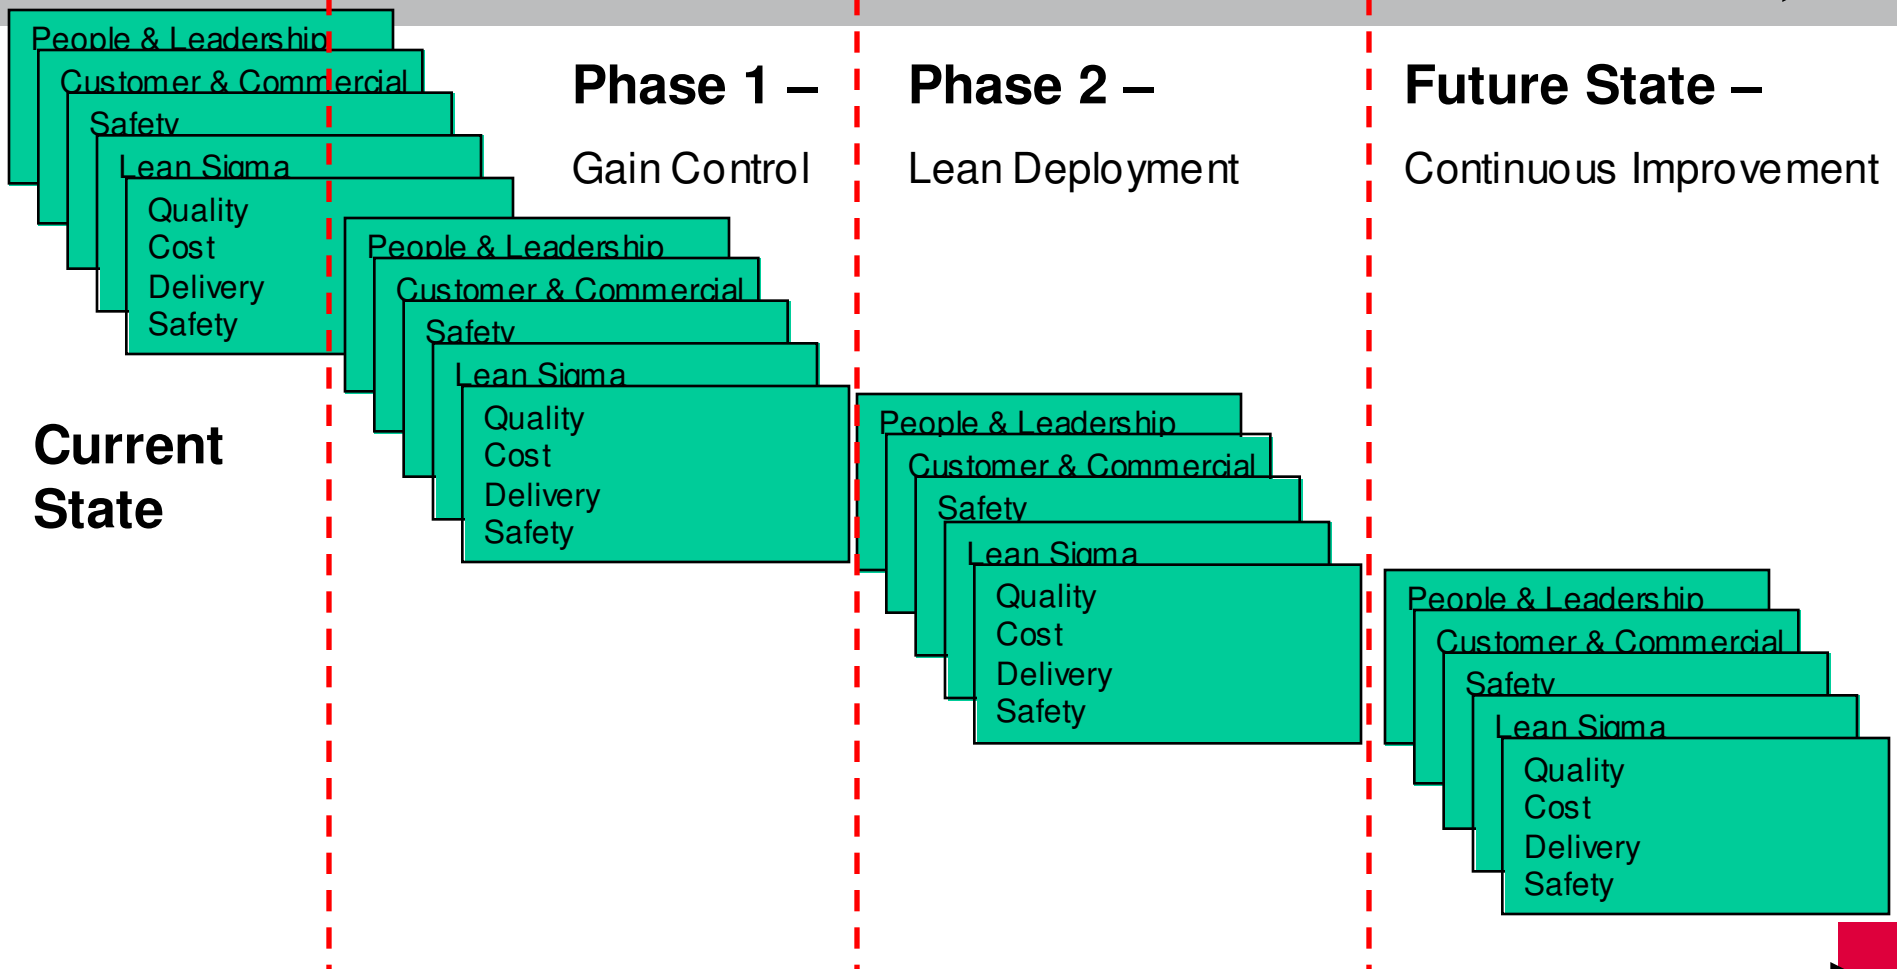 People & Leadership
Customer & Commercial
Safety
Lean Sigma
Quality
Cost
Delivery
Safety
Current
State
Phase 1 –
Gain Control
People & Leadership
Customer & Commercial
Safety
Lean Sigma
Quality
Cost
Delivery
Safety
Phase 2 –
Lean Deployment
People & Leadership
Customer & Commercial
Safety
Lean Sigma
Quality
Cost
Delivery
Safety
Future State –
Continuous Improvement
People & Leadership
Customer & Commercial
Safety
Lean Sigma
Quality
Cost
Delivery
Safety